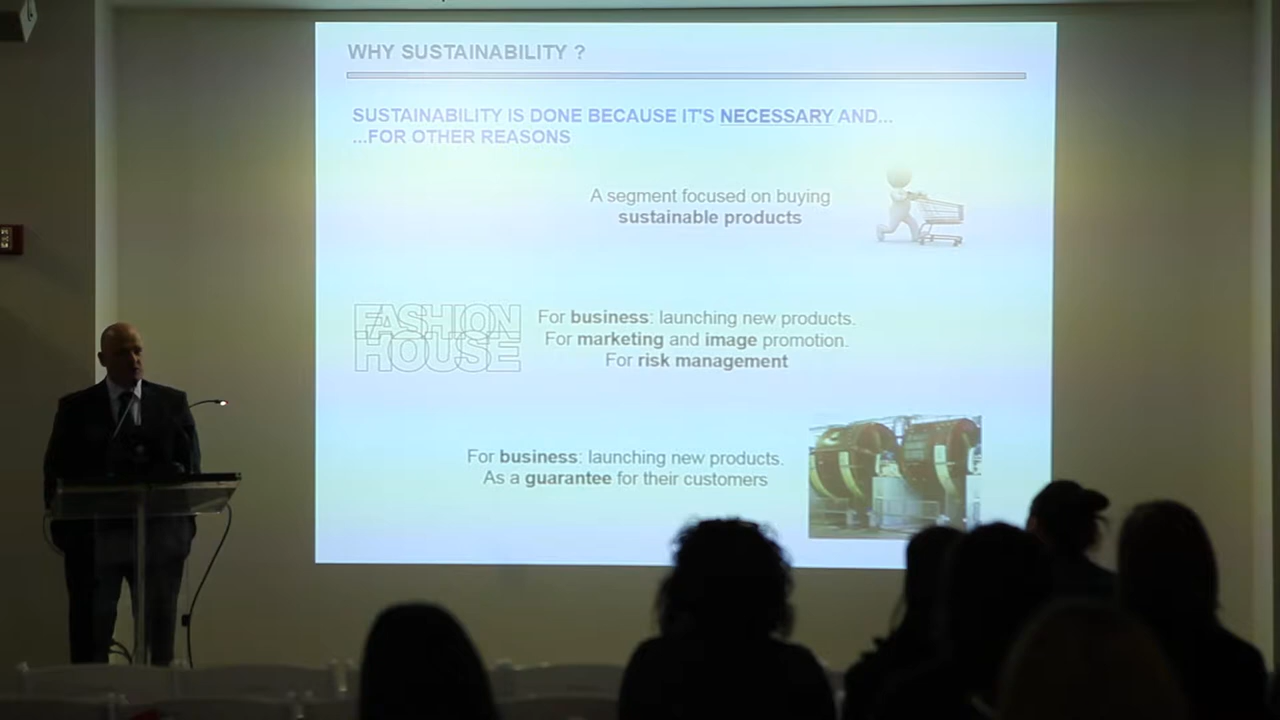 WHY SUSTAINABILITY ?
SUSTAINABILITY IS DONE BECAUSE IT'S NECESSARY AND...
...FOR OTHER REASONS
A segment focused on buying
sustainable products
FASHION
HOUSE
For business: launching new products.
For marketing and image promotion.
For risk management
For business: launching new products.
As a guarantee for their customers